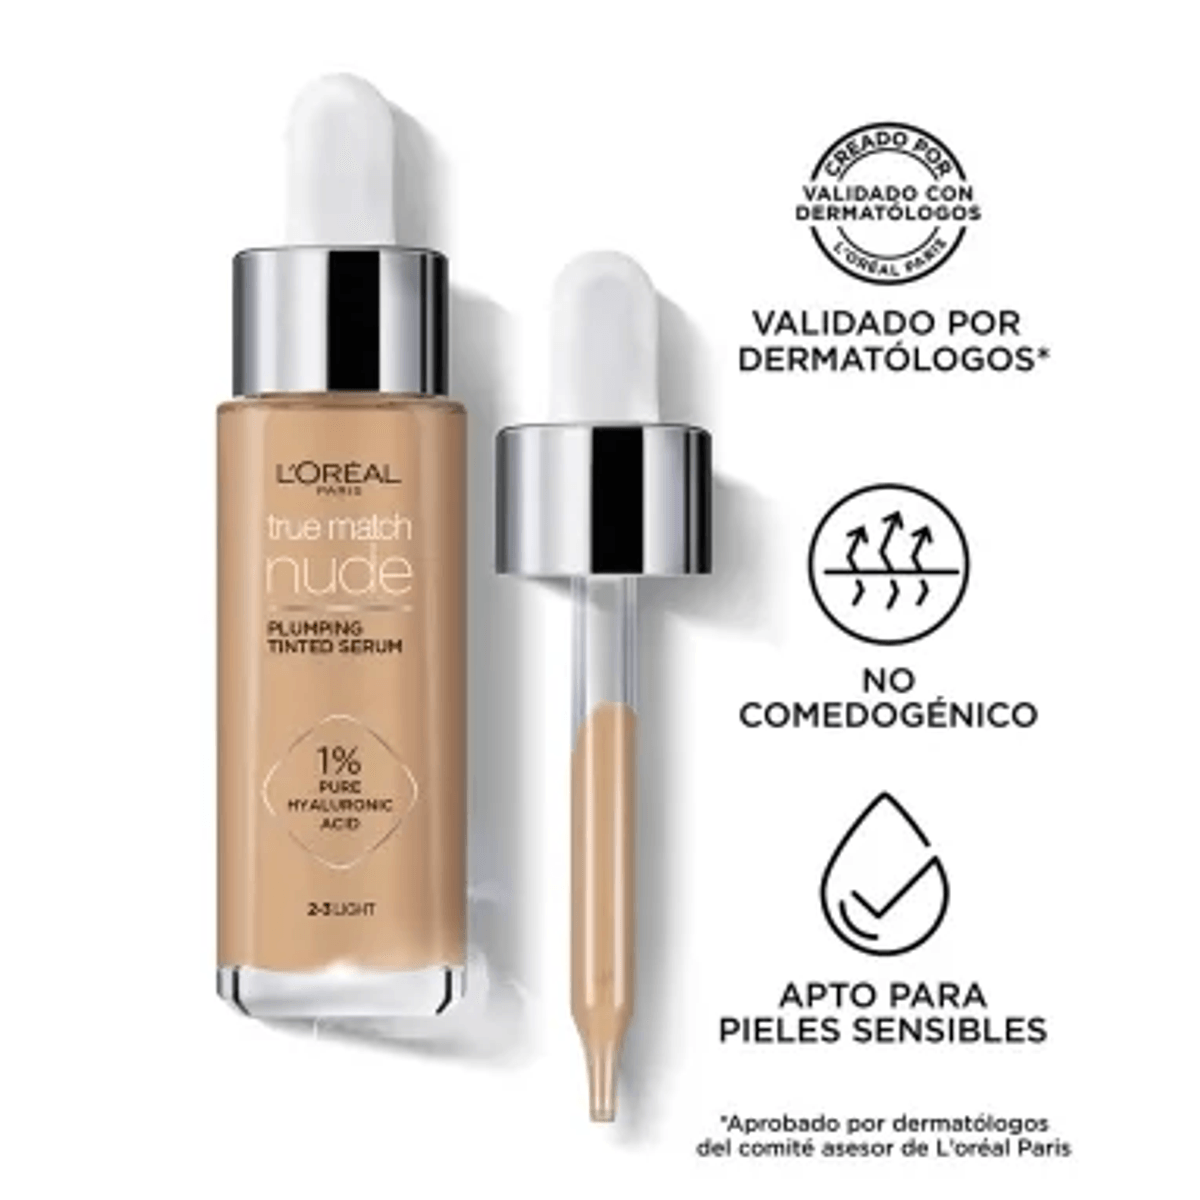 L'ORÉAL
PARIS
true match
nude
PLUMPING
TINTED SERUM
1%
PURE
HYALURONIC
ACID
2-3 LIGHT
CREADO POR
VALIDADO CON
DERMATÓLOGOS
L'ORÉAL PARIS
VALIDADO POR
DERMATÓLOGOS*
NO
COMEDOGÉNICO
APTO PARA
PIELES SENSIBLES
*Aprobado por dermatólogos
del comité asesor de L'oréal Paris